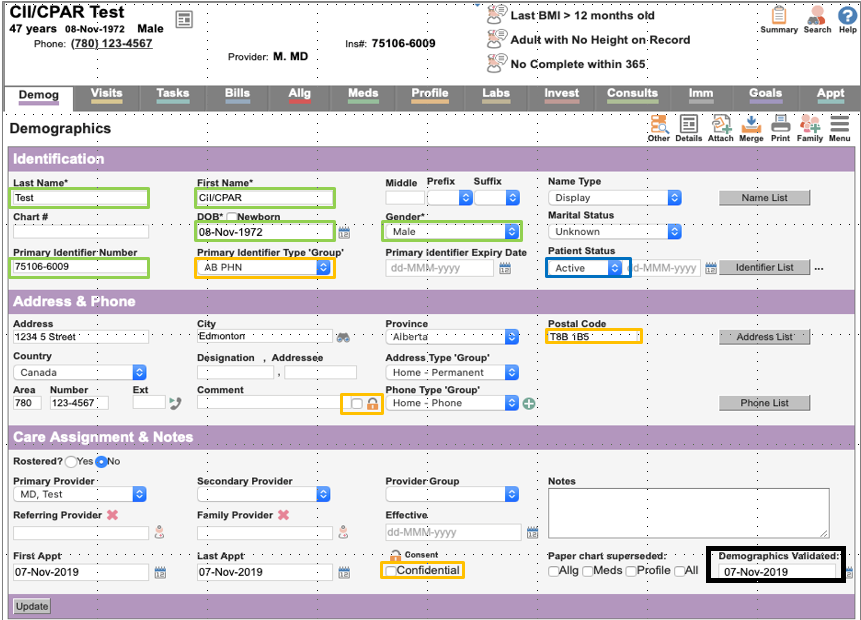 CII/CPAR Test
47 years 08-Nov-1972 Male
Phone: (780) 123-4567
Provider: M. MD
Ins#: 75106-6009
Last BMI > 12 months old
Adult with No Height on Record
No Complete within 365
Summary Search Help
Demog Visits Tasks Bills Allg Meds Profile Labs Invest Consults Imm Goals Appt
Demographics
Other Details Attach Merge Print Family Menu
Identification
Last Name* First Name* Middle Prefix Suffix Name Type
Test CII/CPAR Display Name List
Chart # DOB* Newborn Gender* Marital Status
08-Nov-1972 Male Unknown
Primary Identifier Number Primary Identifier Type 'Group' Primary Identifier Expiry Date Patient Status
75106-6009 AB PHN dd-MMM-yyyy Active dd-MMM-yyyy Identifier List ...
Address & Phone
Address City Province Postal Code
1234 5 Street Edmonton Alberta T8B 1B5 Address List
Country Designation , Addressee Address Type 'Group'
Canada Home - Permanent
Area Number Ext Comment Phone Type 'Group'
780 123-4567 Home - Phone Phone List
Care Assignment & Notes
Rostered? Yes No
Primary Provider Secondary Provider Provider Group Notes
MD, Test
Referring Provider Family Provider Effective
dd-MMM-yyyy
First Appt Last Appt Consent Paper chart superseded: Demographics Validated:
07-Nov-2019 07-Nov-2019 Confidential Allg Meds Profile All 07-Nov-2019
Update